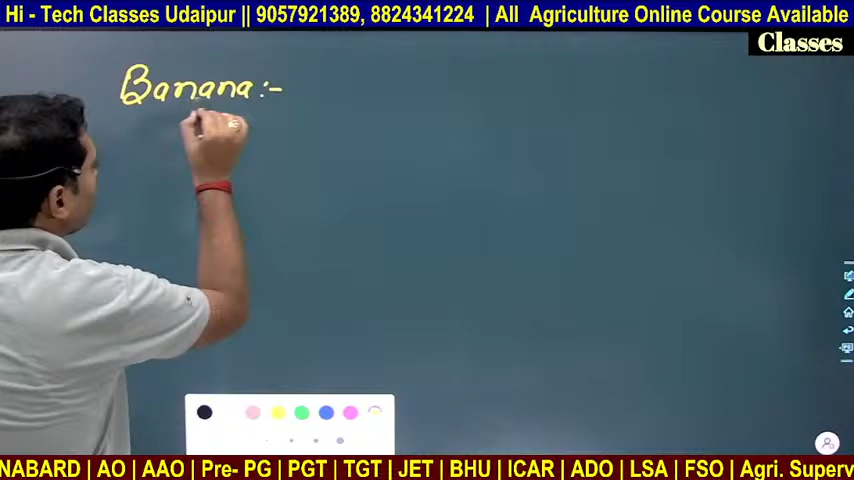 Hi - Tech Classes Udaipur || 9057921389, 8824341224 | All Agriculture Online Course Available
Classes
Banana :-
NABARD | AO | AAO | Pre- PG | PGT | TGT | JET | BHU | ICAR | ADO | LSA | FSO | Agri. Superv